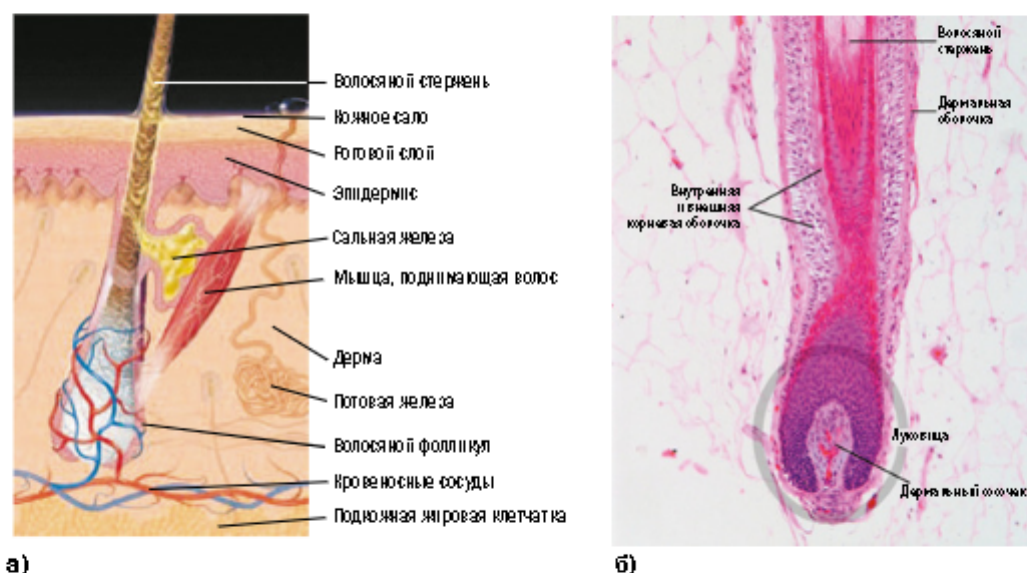 Волосяной стержень
Кожное сало
Роговой слой
Эпидермис
Сальная железа
Мышца, поднимающая волос
Дерма
Потовая железа
Волосяной фолликул
Кровеносные сосуды
Подкожная жировая клетчатка
а)
Волосяной
стержень
Дермальная
оболочка
Внутренняя
и внешняя
корневая оболочка
Луковица
Дермальный сосочек
б)